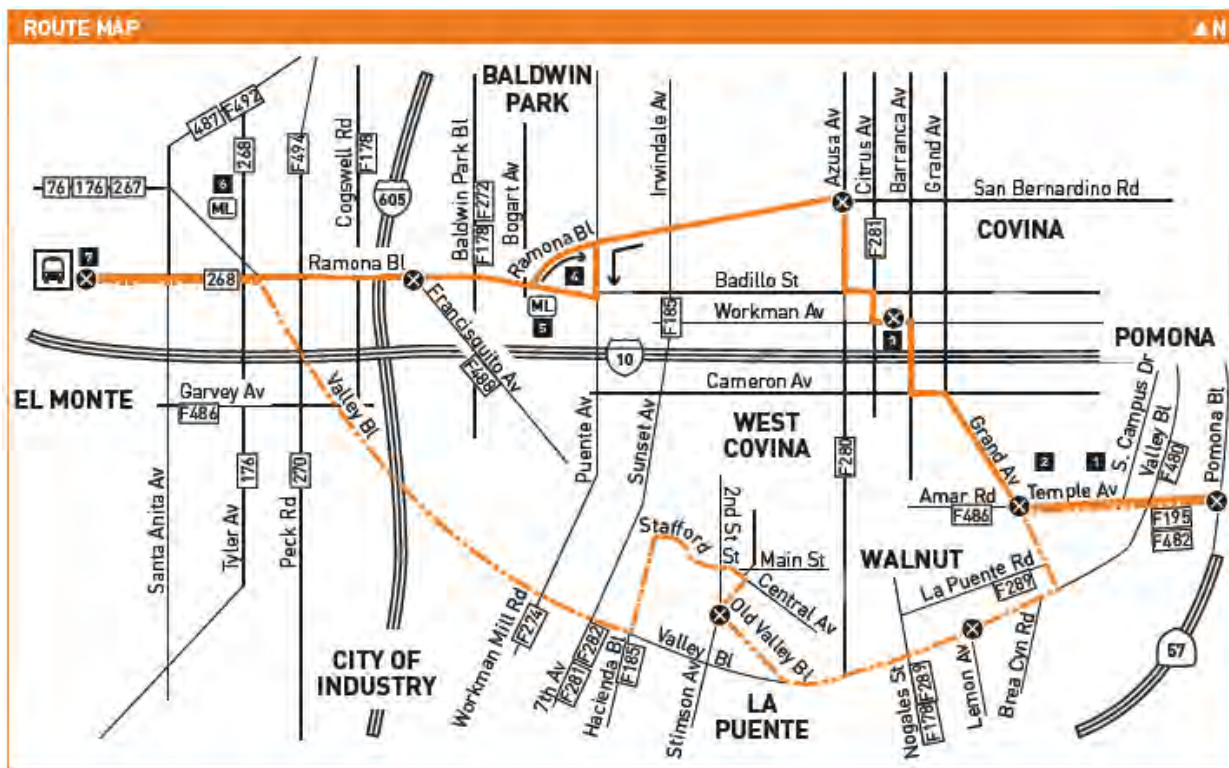 ROUTE MAP
N
BALDWIN
PARK
487
F492
268
F494
Cogswell Rd
F178
605
Baldwin Park Bl
F178
F272
Bogart Av
Irwindale Av
Azusa Av
Citrus Av
Barranca Av
Grand Av
San Bernardino Rd
COVINA
F281
76
176
267
6
ML
7
268
Ramona Bl
Ramona Bl
4
ML
5
Badillo St
Workman Av
3
F185
10
POMONA
Francisquito Av
F488
EL MONTE
Garvey Av
F486
Valley Bl
Cameron Av
WEST
COVINA
F280
Puente Av
Sunset Av
Grand Av
2
1
S. Campus Dr
Valley Bl
F480
Pomona Bl
Amar Rd
F486
Temple Av
F195
F482
Santa Anita Av
Tyler Av
176
Peck Rd
270
2nd St
Stafford
St
Main St
Central Av
WALNUT
La Puente Rd
F289
Old Valley Bl
Valley Bl
CITY OF
INDUSTRY
Workman Mill Rd
F274
7th Av
F281
F282
Hacienda Bl
F185
Stimson Av
LA
PUENTE
Nogales St
F178
F289
Lemon Av
Brea Cyn Rd
57